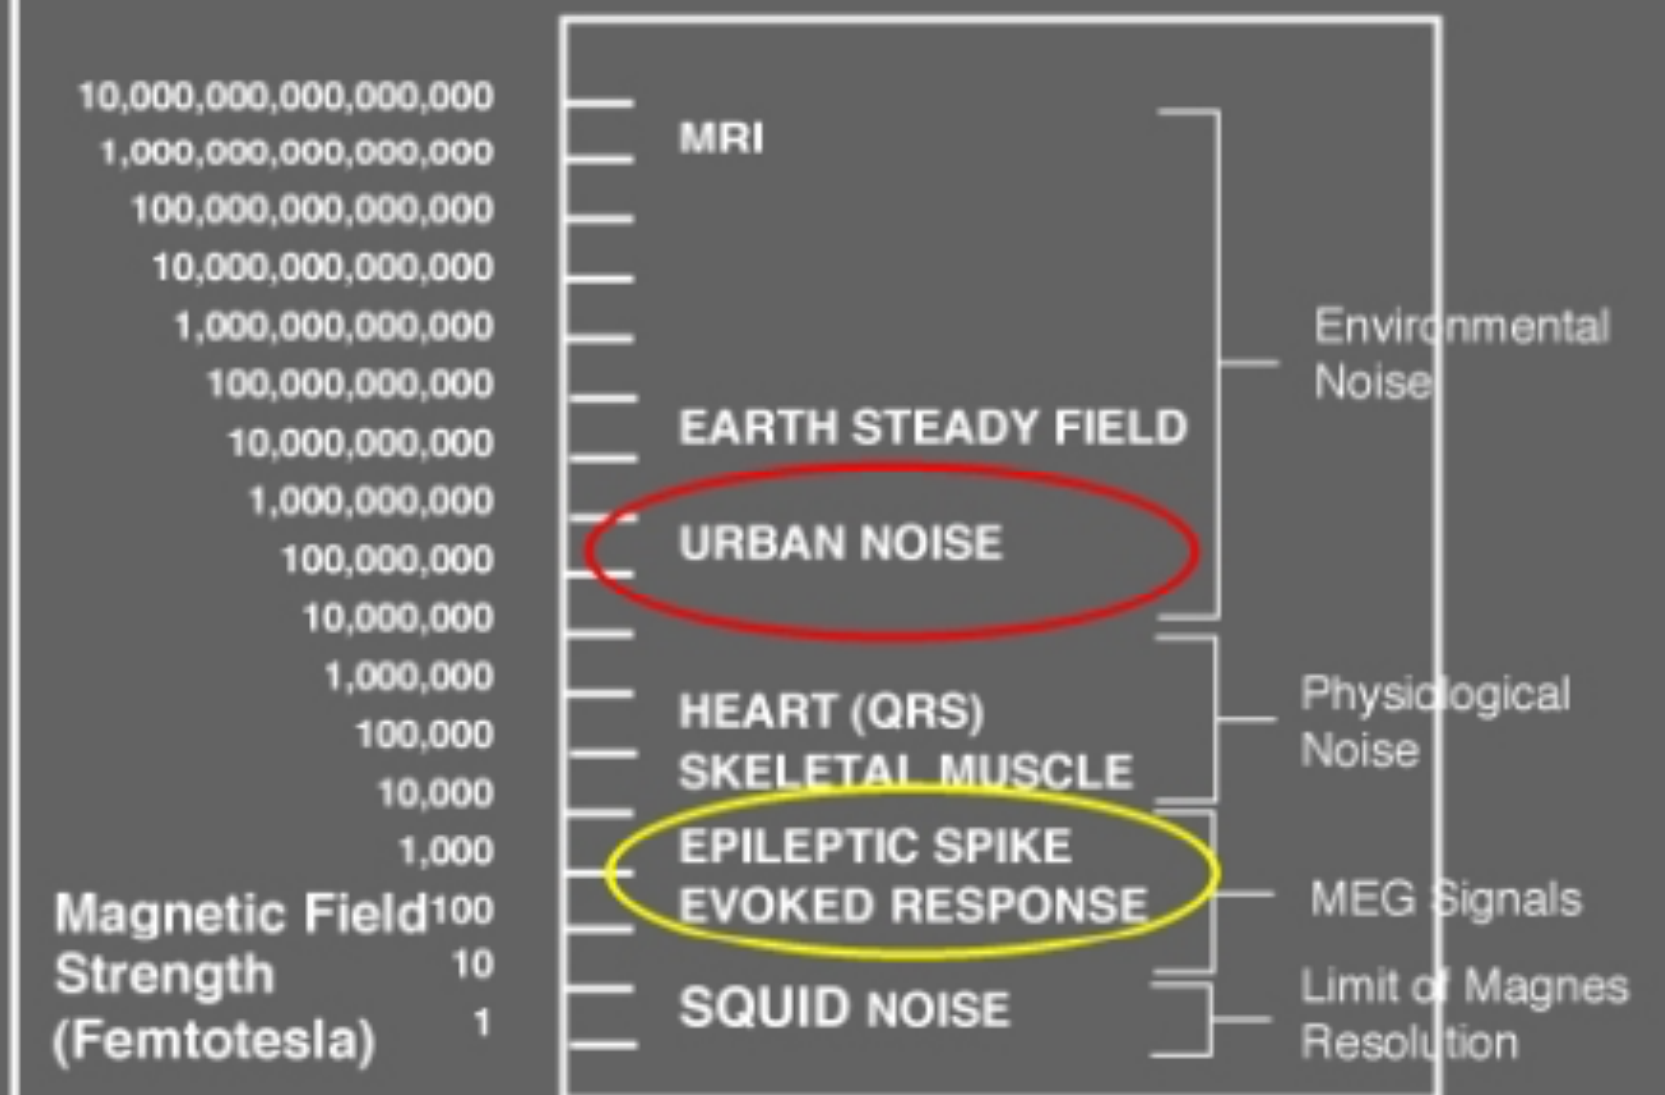 10,000,000,000,000,000
MRI
1,000,000,000,000,000
100,000,000,000,000
10,000,000,000,000
1,000,000,000,000
Environmental
Noise
100,000,000,000
EARTH STEADY FIELD
10,000,000,000
1,000,000,000
URBAN NOISE
100,000,000
10,000,000
1,000,000
Physiological
Noise
HEART (QRS)
100,000
SKELETAL MUSCLE
10,000
EPILEPTIC SPIKE
1,000
EVOKED RESPONSE
MEG Signals
100
Magnetic Field
Strength
(Femtotesla)
10
SQUID NOISE
1
Limit of Magnes
Resolution